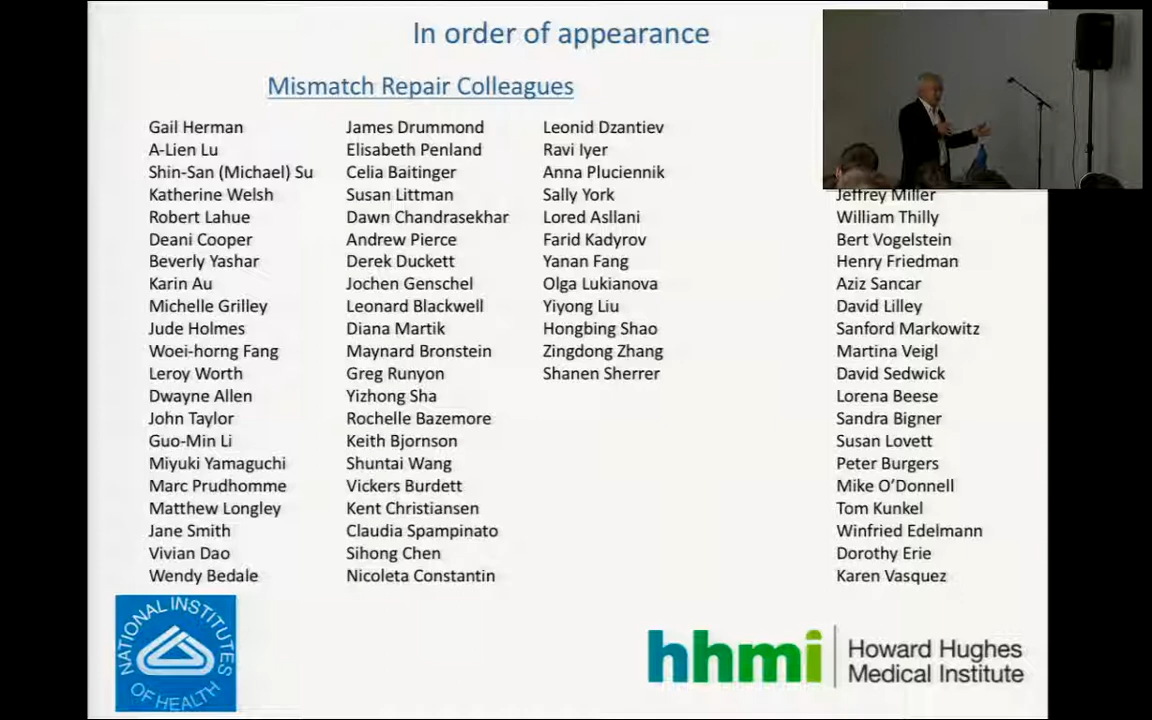 In order of appearance
Mismatch Repair Colleagues
Gail Herman
A-Lien Lu
Shin-San (Michael) Su
Katherine Welsh
Robert Lahue
Deani Cooper
Beverly Yashar
Karin Au
Michelle Grilley
Jude Holmes
Woei-horng Fang
Leroy Worth
Dwayne Allen
John Taylor
Guo-Min Li
Miyuki Yamaguchi
Marc Prudhomme
Matthew Longley
Jane Smith
Vivian Dao
Wendy Bedale
James Drummond
Elisabeth Penland
Celia Baitinger
Susan Littman
Dawn Chandrasekhar
Andrew Pierce
Derek Duckett
Jochen Genschel
Leonard Blackwell
Diana Martik
Maynard Bronstein
Greg Runyon
Yizhong Sha
Rochelle Bazemore
Keith Bjornson
Shuntai Wang
Vickers Burdett
Kent Christiansen
Claudia Spampinato
Sihong Chen
Nicoleta Constantin
Leonid Dzantiev
Ravi Iyer
Anna Pluciennik
Sally York
Lored Asllani
Farid Kadyrov
Yanan Fang
Olga Lukianova
Yiyong Liu
Hongbing Shao
Zingdong Zhang
Shanen Sherrer
Jeffrey Miller
William Thilly
Bert Vogelstein
Henry Friedman
Aziz Sancar
David Lilley
Sanford Markowitz
Martina Veigl
David Sedwick
Lorena Beese
Sandra Bigner
Susan Lovett
Peter Burgers
Mike O'Donnell
Tom Kunkel
Winfried Edelmann
Dorothy Erie
Karen Vasquez
NATIONAL INSTITUTES
OF HEALTH
hhmi
Howard Hughes
Medical Institute